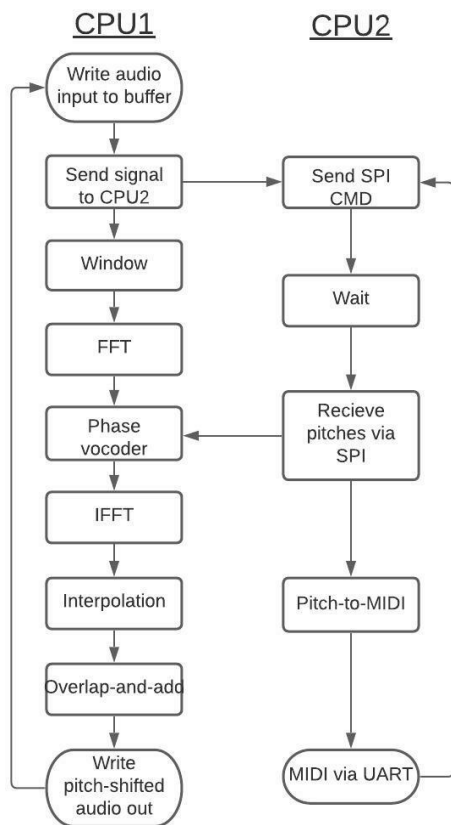 CPU1
Write audio
input to buffer
Send signal
to CPU2
Window
FFT
Phase
vocoder
IFFT
Interpolation
Overlap-and-add
Write
pitch-shifted
audio out
CPU2
Send SPI
CMD
Wait
Recieve
pitches via
SPI
Pitch-to-MIDI
MIDI via UART